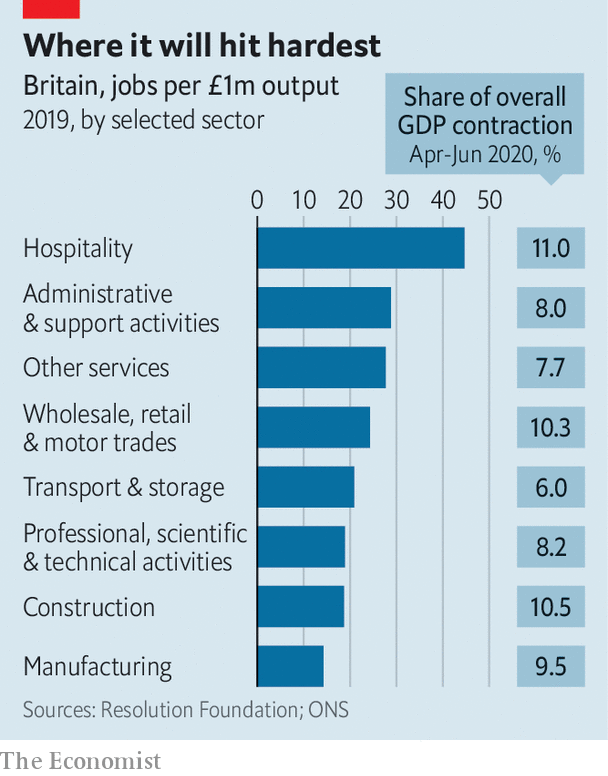 Where it will hit hardest
Britain, jobs per £1m output
2019, by selected sector
Share of overall
GDP contraction
Apr-Jun 2020, %
0 10 20 30 40 50
Hospitality 11.0
Administrative
& support activities 8.0
Other services 7.7
Wholesale, retail
& motor trades 10.3
Transport & storage 6.0
Professional, scientific
& technical activities 8.2
Construction 10.5
Manufacturing 9.5
Sources: Resolution Foundation; ONS
The Economist